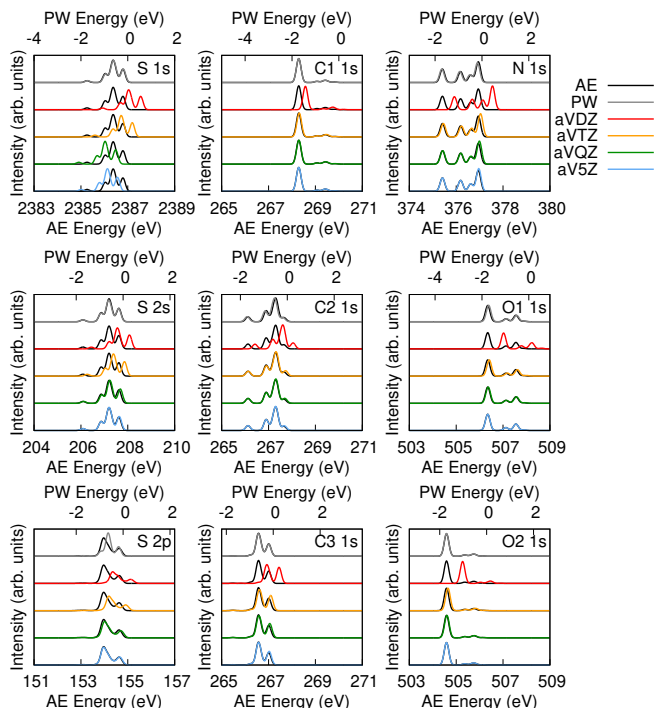 PW Energy (eV) PW Energy (eV) PW Energy (eV)
-4 -2 0 2 -2 0 2 -2 0 2
S 1s C1 1s N 1s
Intensity (arb. units) Intensity (arb. units) Intensity (arb. units)
AE
PW
aVDZ
aVTZ
aVQZ
aV5Z
2383 2385 2387 2389 265 267 269 271 374 376 378 380
AE Energy (eV) AE Energy (eV) AE Energy (eV)
PW Energy (eV) PW Energy (eV) PW Energy (eV)
-2 0 2 -2 0 2 -4 -2 0
S 2s C2 1s O1 1s
Intensity (arb. units) Intensity (arb. units) Intensity (arb. units)
204 206 208 210 265 267 269 271 503 505 507 509
AE Energy (eV) AE Energy (eV) AE Energy (eV)
PW Energy (eV) PW Energy (eV) PW Energy (eV)
-2 0 2 -2 0 2 -2 0 2
S 2p C3 1s O2 1s
Intensity (arb. units) Intensity (arb. units) Intensity (arb. units)
151 153 155 157 265 267 269 271 503 505 507 509
AE Energy (eV) AE Energy (eV) AE Energy (eV)